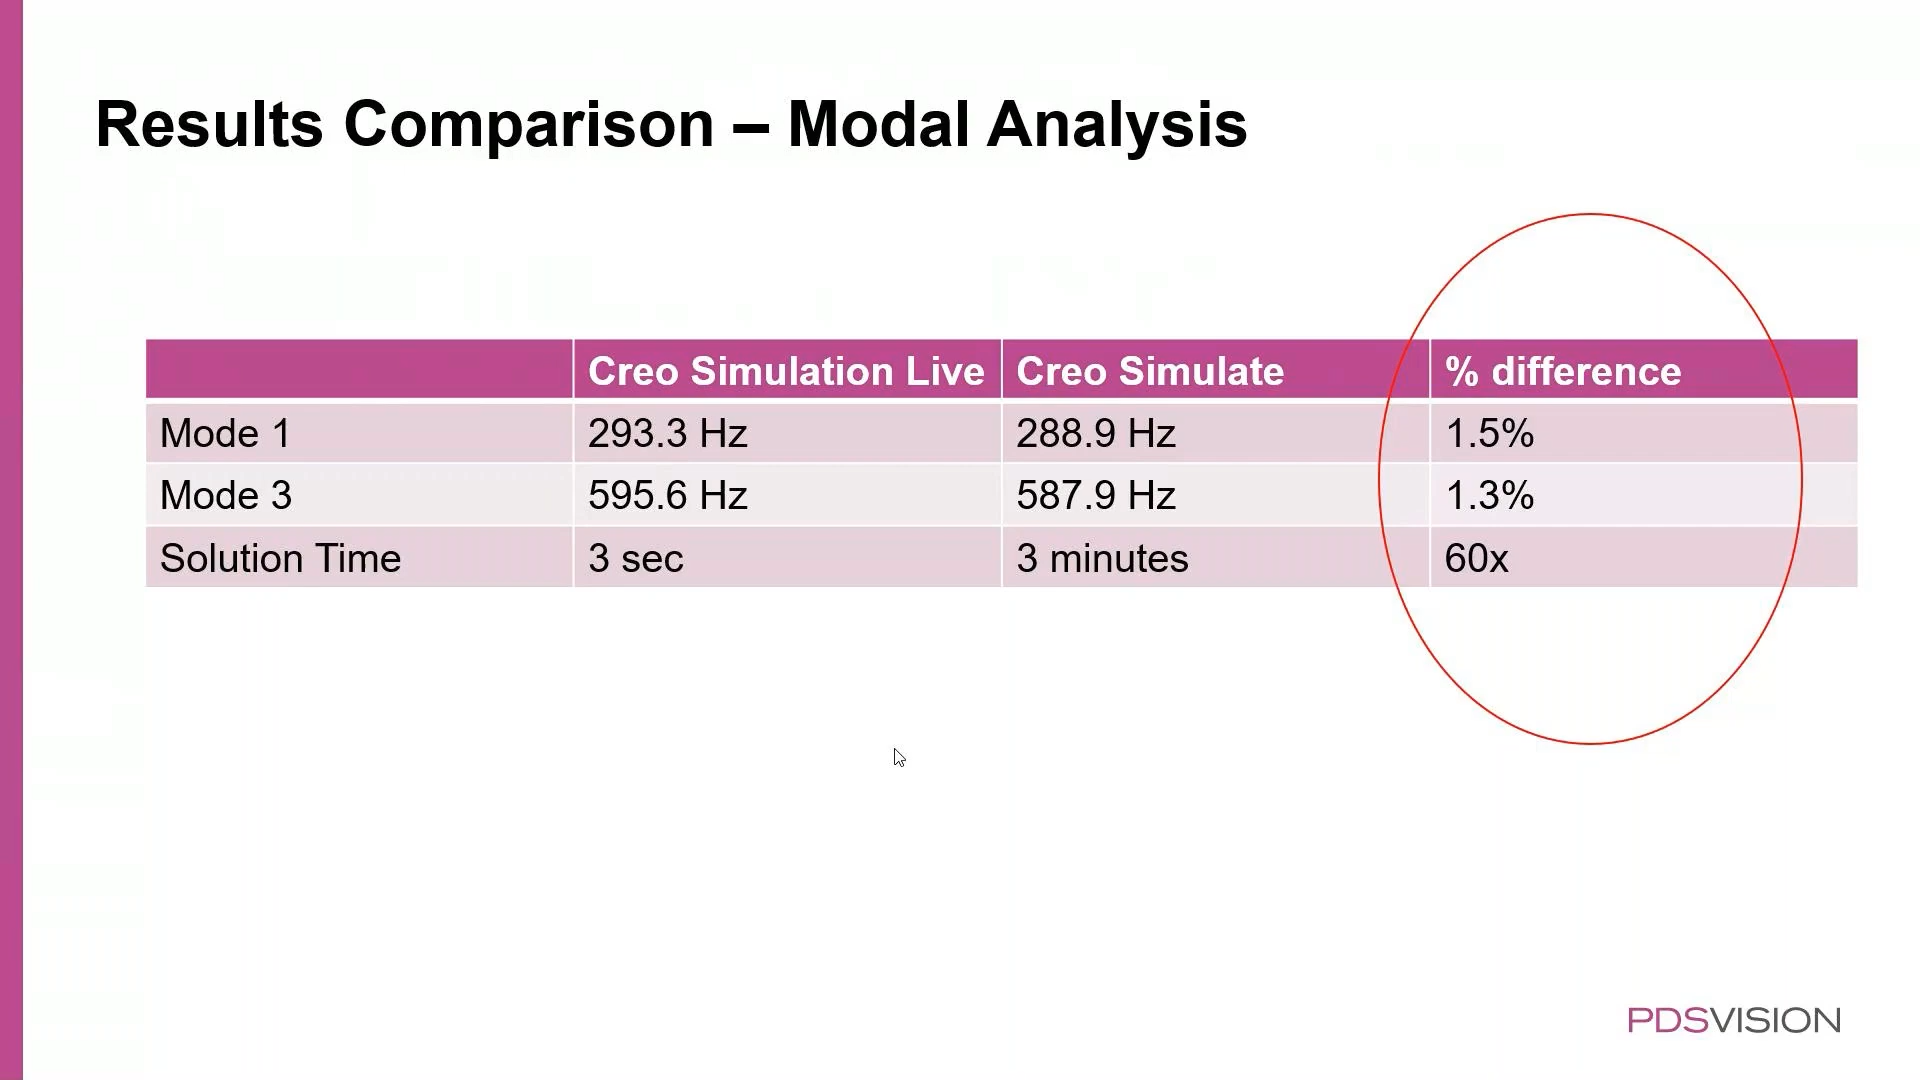 Results Comparison – Modal Analysis
Creo Simulation Live Creo Simulate % difference
Mode 1 293.3 Hz 288.9 Hz 1.5%
Mode 3 595.6 Hz 587.9 Hz 1.3%
Solution Time 3 sec 3 minutes 60x
PDSVISION